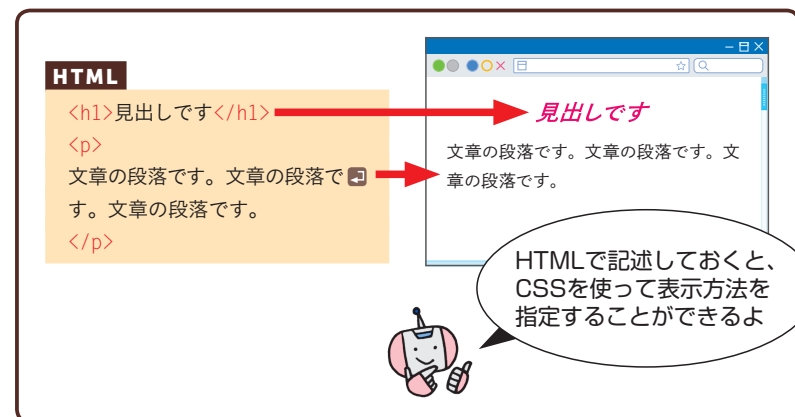 HTML
<h1>見出しです</h1>
<p>
文章の段落です。文章の段落で
す。文章の段落です。
</p>
見出しです
文章の段落です。文章の段落です。文
章の段落です。
HTMLで記述しておくと、
CSSを使って表示方法を
指定することができるよ